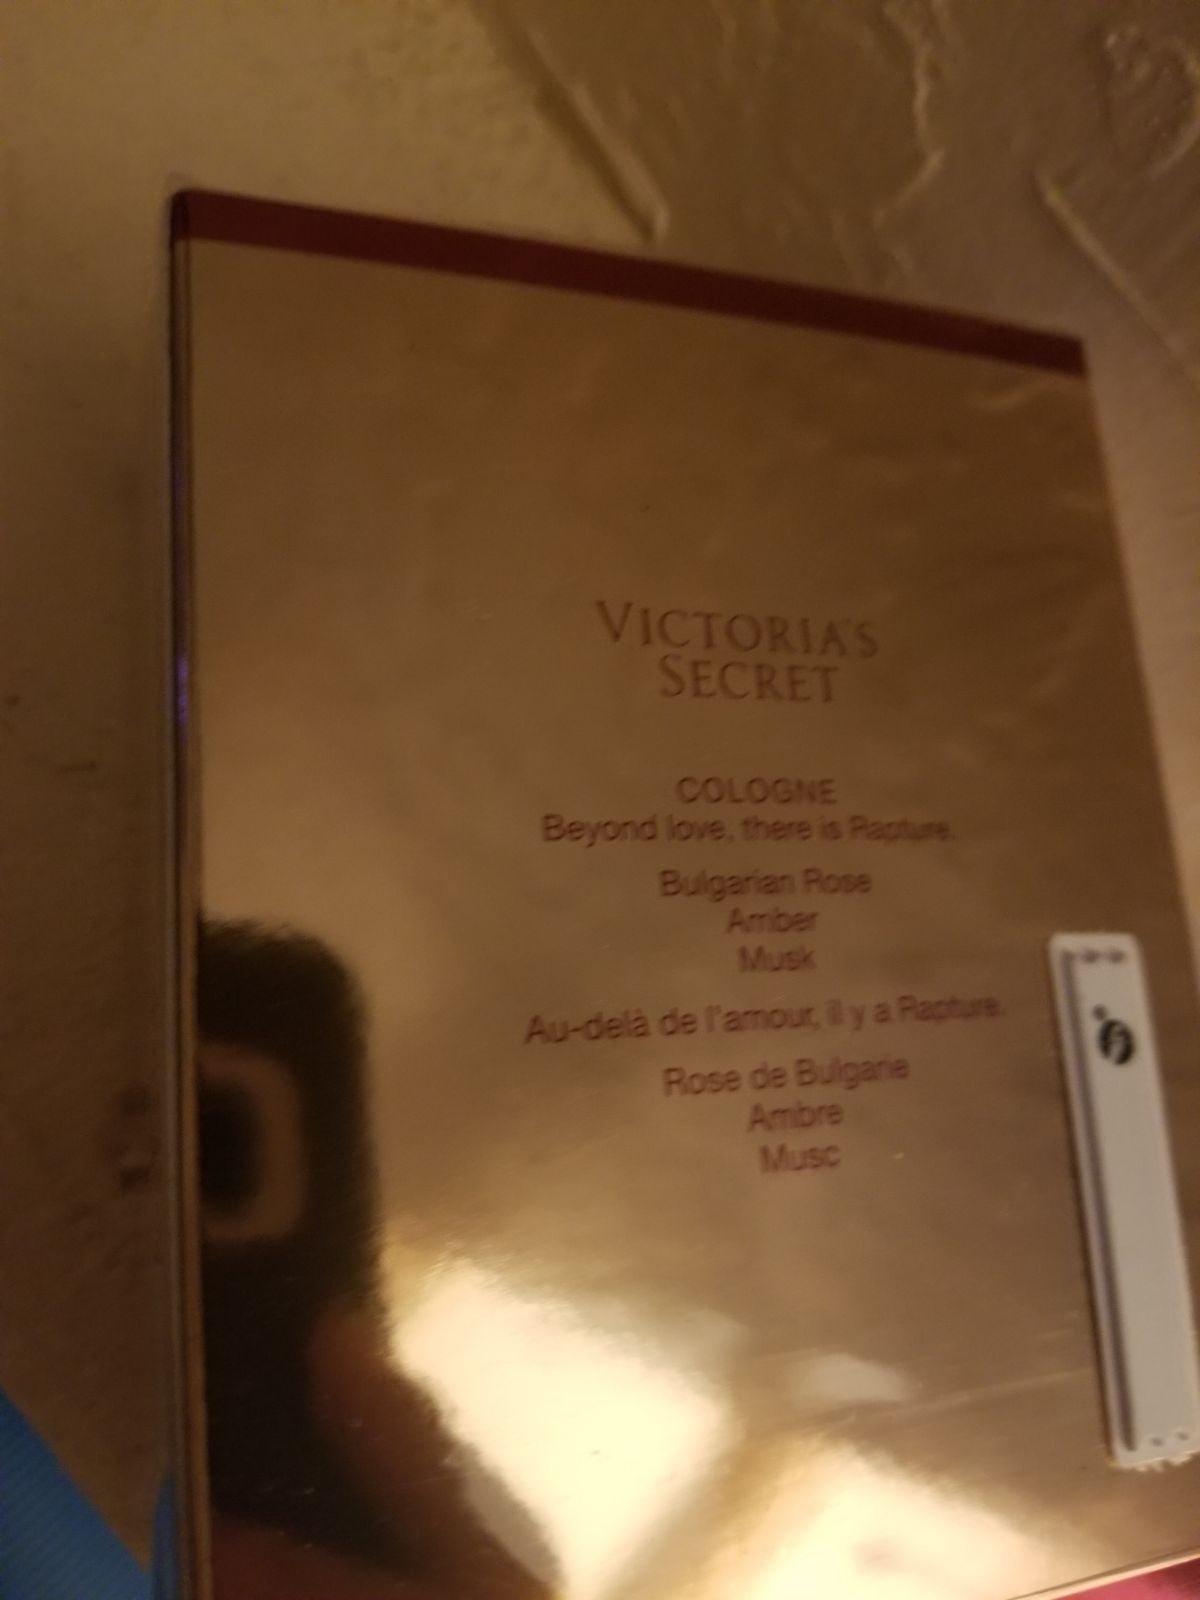 VICTORIA'S
SECRET
COLOGNE
Beyond love, there is Rapture.
Bulgarian Rose
Amber
Musk
Au-delà de l'amour, il y a Rapture.
Rose de Bulgarie
Ambre
Musc